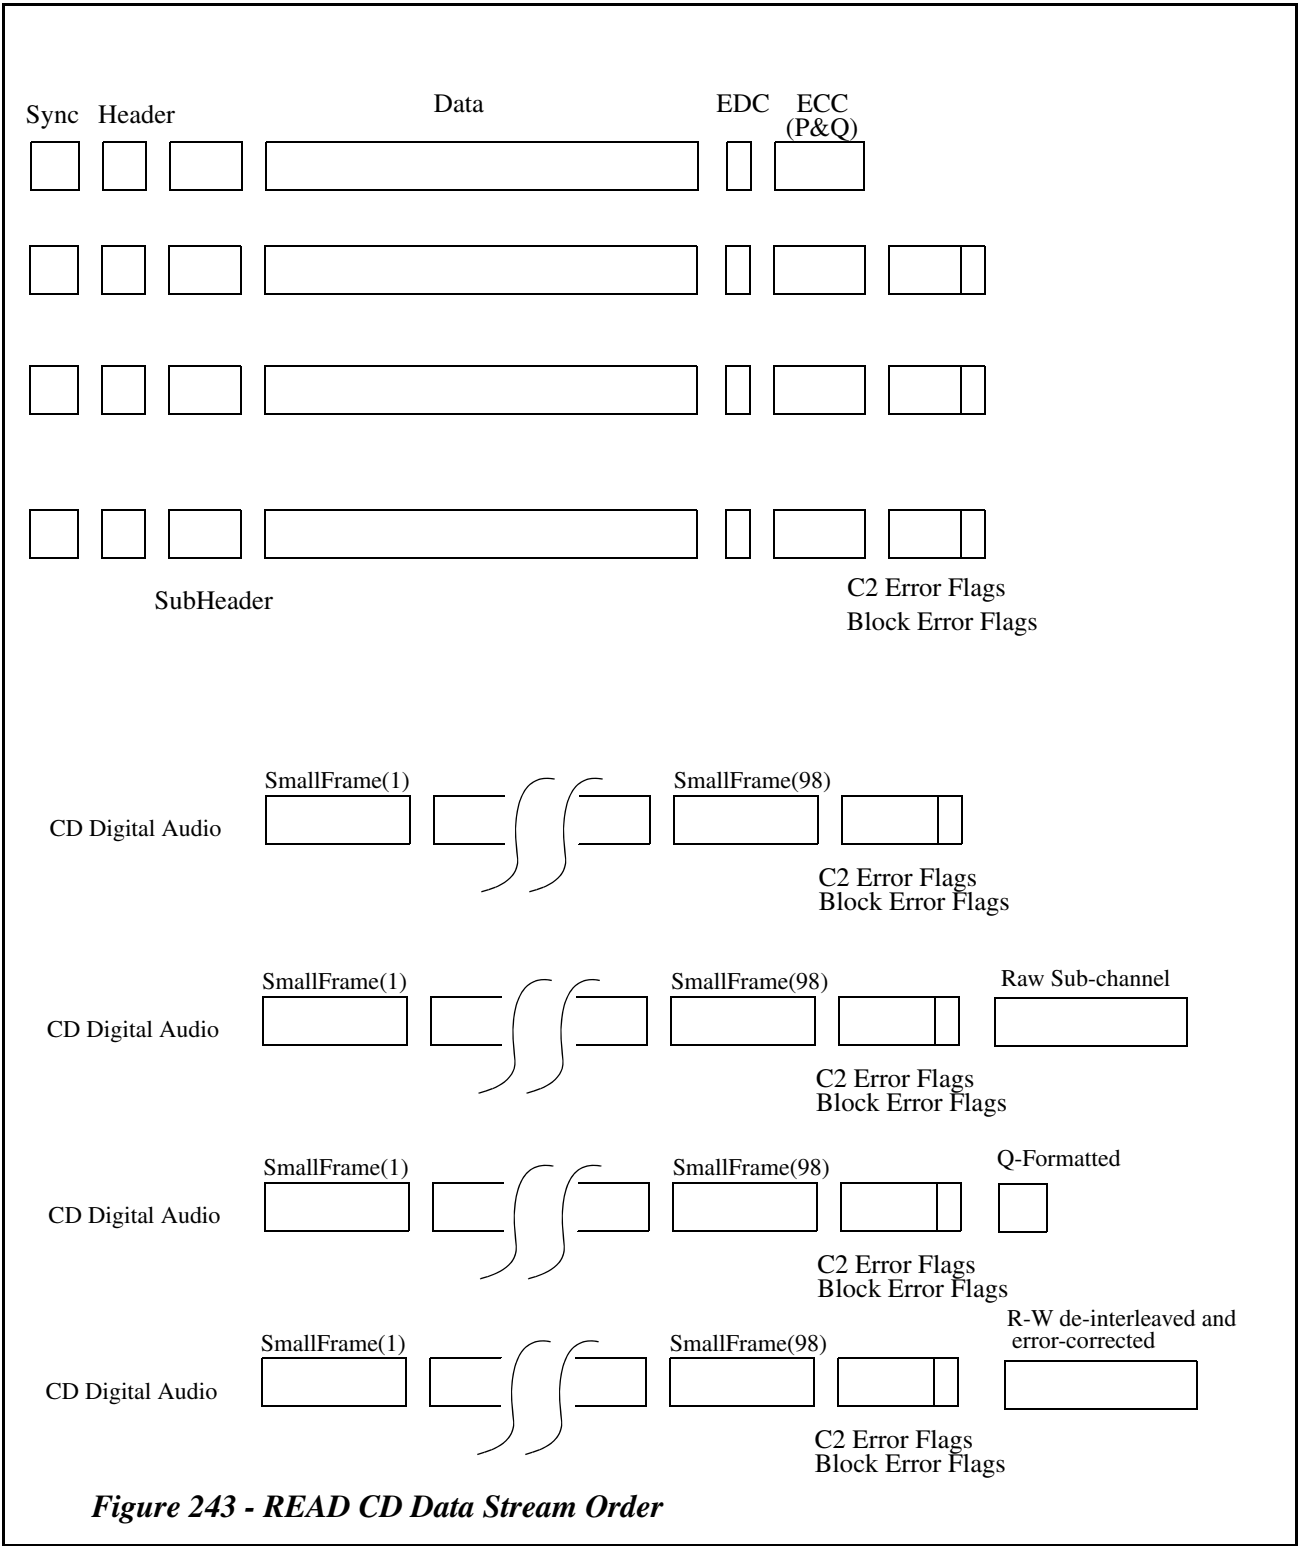 Sync Header Data EDC ECC
(P&Q)
SubHeader
C2 Error Flags
Block Error Flags
SmallFrame(1) SmallFrame(98)
CD Digital Audio
C2 Error Flags
Block Error Flags
SmallFrame(1) SmallFrame(98) Raw Sub-channel
CD Digital Audio
C2 Error Flags
Block Error Flags
SmallFrame(1) SmallFrame(98) Q-Formatted
CD Digital Audio
C2 Error Flags
Block Error Flags
R-W de-interleaved and
error-corrected
SmallFrame(1) SmallFrame(98)
CD Digital Audio
C2 Error Flags
Block Error Flags
Figure 243 - READ CD Data Stream Order